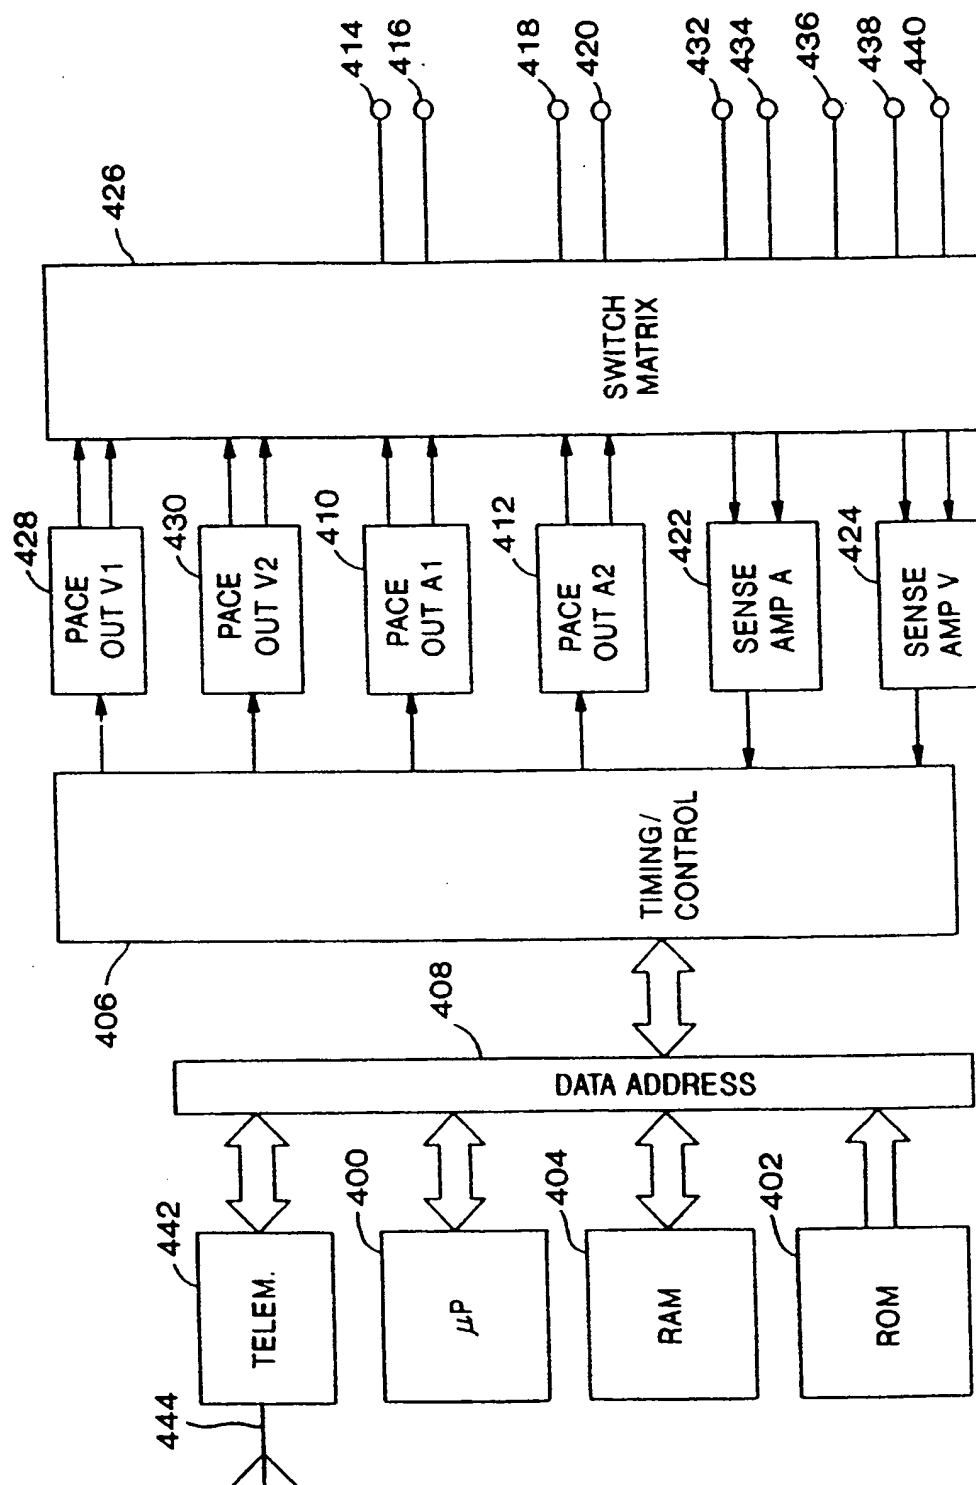 444
442
TELEM.
400
μP
404
RAM
402
ROM
408
DATA ADDRESS
406
TIMING/
CONTROL
428
PACE
OUT V1
430
PACE
OUT V2
410
PACE
OUT A1
412
PACE
OUT A2
422
SENSE
AMP A
424
SENSE
AMP V
426
SWITCH
MATRIX
414
416
418
420
432
434
436
438
440